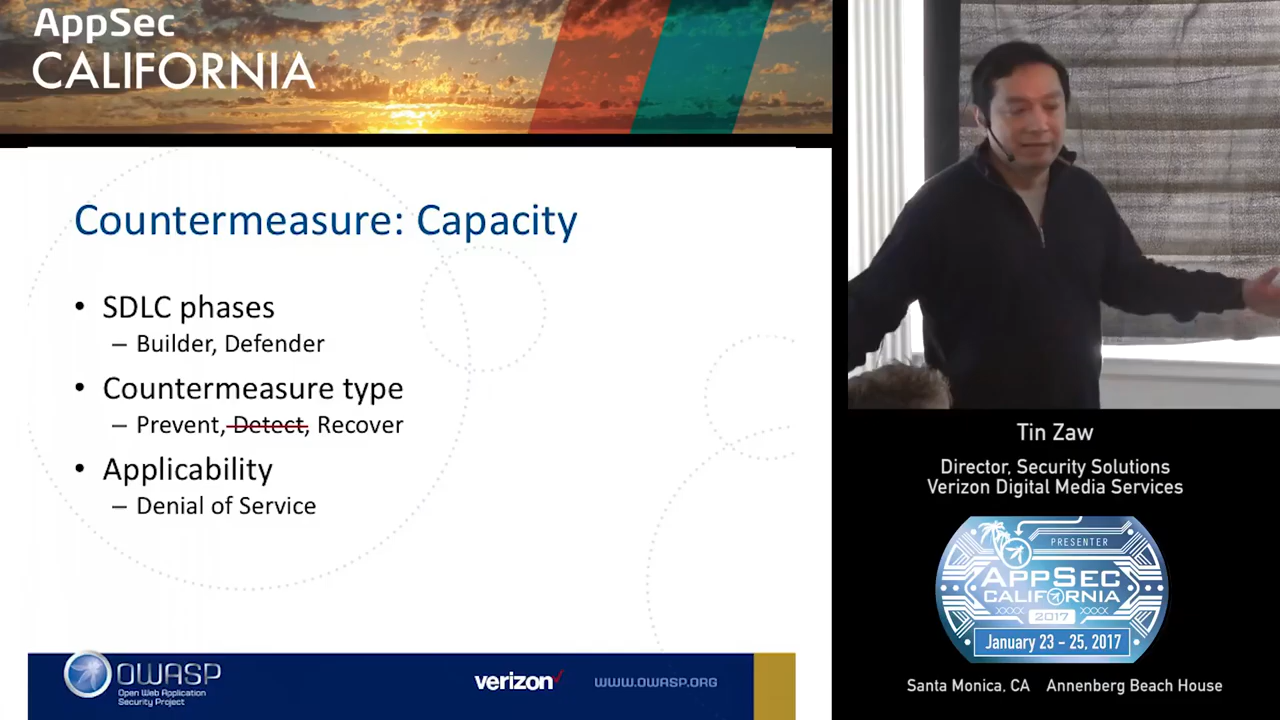 AppSec
CALIFORNIA
Countermeasure: Capacity
• SDLC phases
– Builder, Defender
• Countermeasure type
– Prevent, Detect, Recover
• Applicability
– Denial of Service
OWASP
Open Web Application
Security Project
verizon
WWW.OWASP.ORG
Tin Zaw
Director, Security Solutions
Verizon Digital Media Services
PRESENTER
APPSEC
CALIFORNIA
2017
January 23 - 25, 2017
Santa Monica, CA Annenberg Beach House